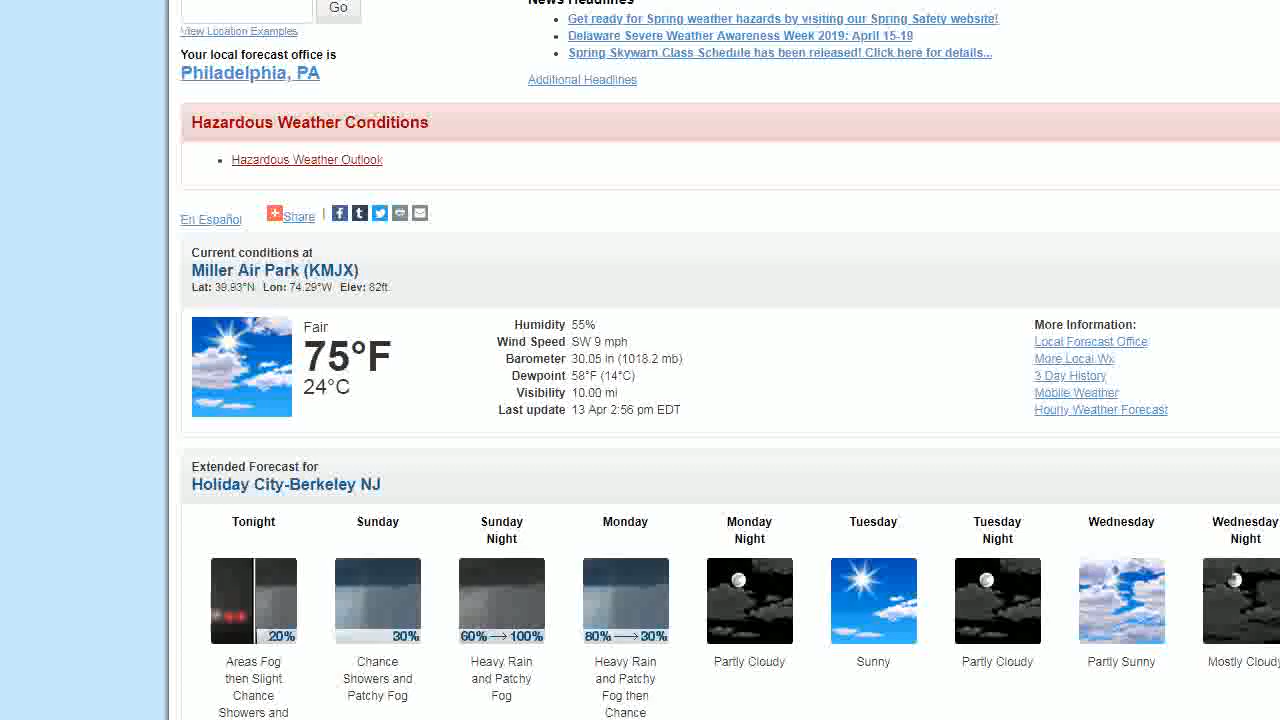 News Headlines
Go
Get ready for Spring weather hazards by visiting our Spring Safety website!
View Location Examples
Delaware Severe Weather Awareness Week 2019: April 15-19
Your local forecast office is
Spring Skywarn Class Schedule has been released! Click here for details...
Philadelphia, PA
Additional Headlines
Hazardous Weather Conditions
Hazardous Weather Outlook
En Español
Share |
Current conditions at
Miller Air Park (KMJX)
Lat: 39.93°N Lon: 74.29°W Elev: 82ft.
Fair
75°F
24°C
Humidity 55%
Wind Speed SW 9 mph
Barometer 30.05 in (1018.2 mb)
Dewpoint 58°F (14°C)
Visibility 10.00 mi
Last update 13 Apr 2:56 pm EDT
More Information:
Local Forecast Office
More Local Wx
3 Day History
Mobile Weather
Hourly Weather Forecast
Extended Forecast for
Holiday City-Berkeley NJ
Tonight
20%
Areas Fog
then Slight
Chance
Showers and
Sunday
30%
Chance
Showers and
Patchy Fog
Sunday
Night
60% → 100%
Heavy Rain
and Patchy
Fog
Monday
80% → 30%
Heavy Rain
and Patchy
Fog then
Chance
Monday
Night
Partly Cloudy
Tuesday
Sunny
Tuesday
Night
Partly Cloudy
Wednesday
Partly Sunny
Wednesday
Night
Mostly Cloudy